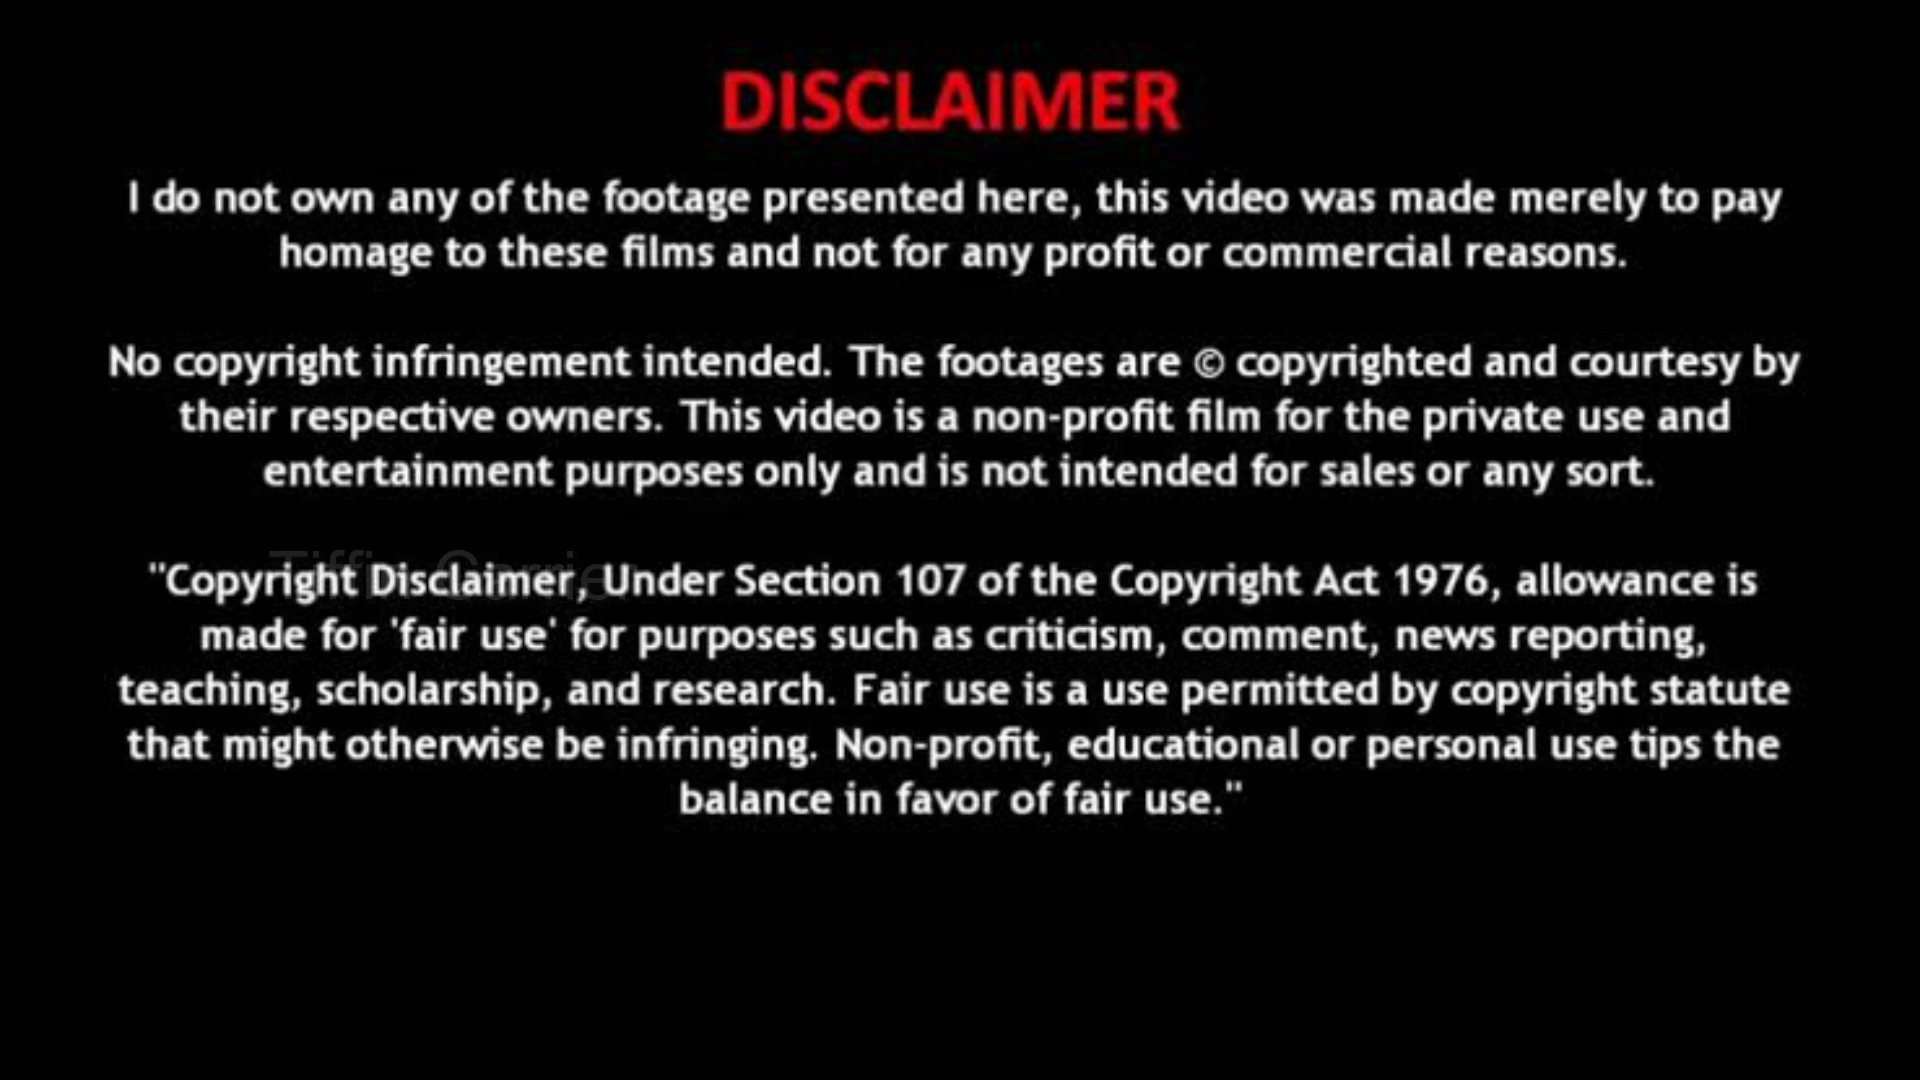 DISCLAIMER
I do not own any of the footage presented here, this video was made merely to pay
homage to these films and not for any profit or commercial reasons.
No copyright infringement intended. The footages are © copyrighted and courtesy by
their respective owners. This video is a non-profit film for the private use and
entertainment purposes only and is not intended for sales or any sort.
"Copyright Disclaimer, Under Section 107 of the Copyright Act 1976, allowance is
made for 'fair use' for purposes such as criticism, comment, news reporting,
teaching, scholarship, and research. Fair use is a use permitted by copyright statute
that might otherwise be infringing. Non-profit, educational or personal use tips the
balance in favor of fair use."